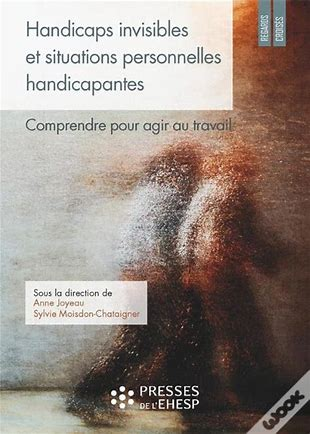 REGARDS
CROISÉS
Handicaps invisibles
et situations personnelles
handicapantes
Comprendre pour agir au travail
Sous la direction de
Anne Joyeau
Sylvie Moisdon-Chataigner
PRESSES
DE L'EHESP
wook